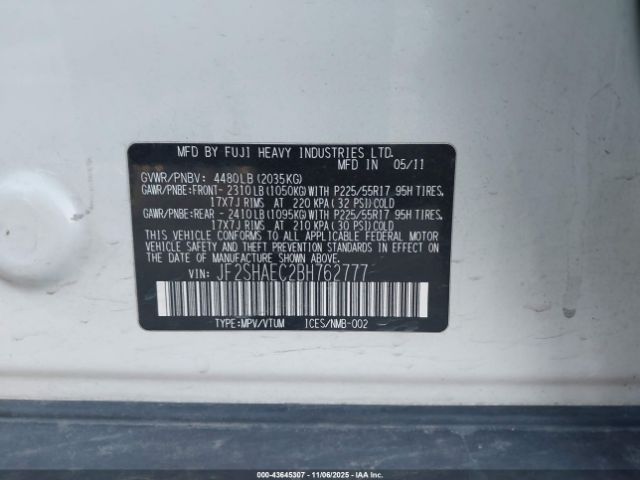 MFD BY FUJI HEAVY INDUSTRIES LTD.
MFD IN 05/11
GVWR/PNBV: 4480LB(2035KG)
GAWR/PNBE:FRONT- 2310LB(1050KG)WITH P225/55R17 95H TIRES,
17X7J RIMS AT 220 KPA(32 PSI)COLD
GAWR/PNBE:REAR - 2410LB(1095KG)WITH P225/55R17 95H TIRES,
17X7J RIMS AT 210 KPA(30 PSI)COLD
THIS VEHICLE CONFORMS TO ALL APPLICABLE FEDERAL MOTOR
VEHICLE SAFETY AND BUMPER STANDARDS IN EFFECT ON
THE DATE OF MANUFACTURE SHOWN ABOVE.
VIN: JF2SHAEC2BH762777
TYPE:MPV/VTUM ICES/NMB-002
000-43645307 - 11/06/2025 - IAAI.com